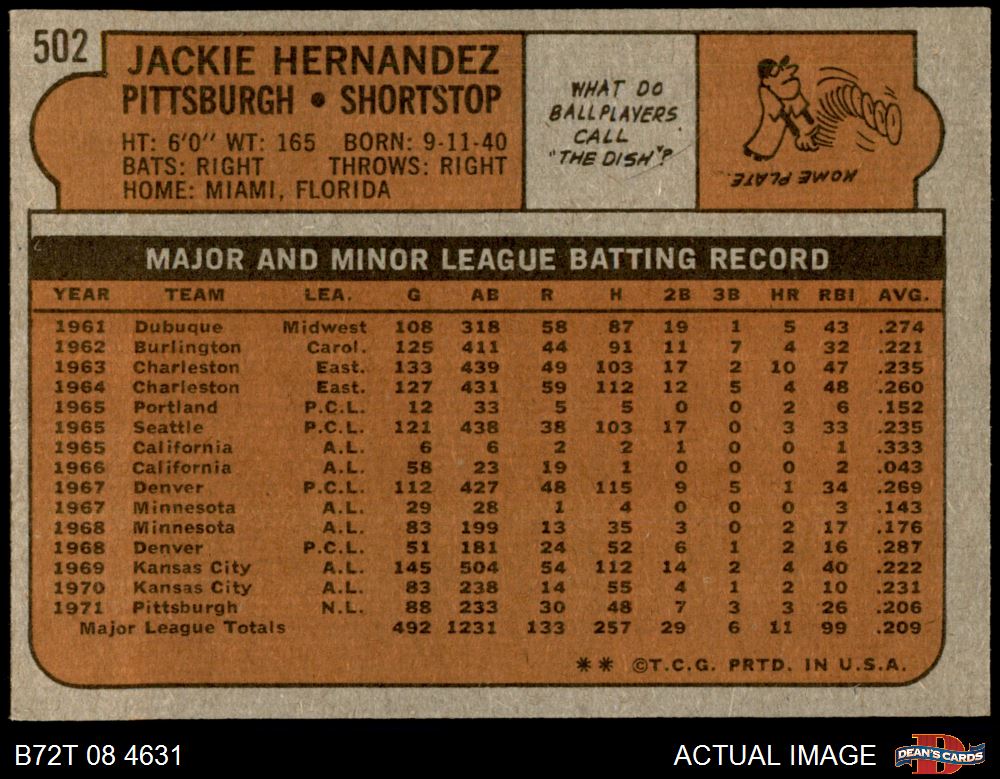 502
JACKIE HERNANDEZ
PITTSBURGH • SHORTSTOP
HT: 6'0" WT: 165 BORN: 9-11-40
BATS: RIGHT THROWS: RIGHT
HOME: MIAMI, FLORIDA
WHAT DO
BALLPLAYERS
CALL
"THE DISH"?
HOME PLATE.
MAJOR AND MINOR LEAGUE BATTING RECORD
YEAR TEAM LEA. G AB R H 2B 3B HR RBI AVG.
1961 Dubuque Midwest 108 318 58 87 19 1 5 43 .274
1962 Burlington Carol. 125 411 44 91 11 7 4 32 .221
1963 Charleston East. 133 439 49 103 17 2 10 47 .235
1964 Charleston East. 127 431 59 112 12 5 4 48 .260
1965 Portland P.C.L. 12 33 5 5 0 0 2 6 .152
1965 Seattle P.C.L. 121 438 38 103 17 0 3 33 .235
1965 California A.L. 6 6 2 2 1 0 0 1 .333
1966 California A.L. 58 23 19 1 0 0 0 2 .043
1967 Denver P.C.L. 112 427 48 115 9 5 1 34 .269
1967 Minnesota A.L. 29 28 1 4 0 0 0 3 .143
1968 Minnesota A.L. 83 199 13 35 3 0 2 17 .176
1968 Denver P.C.L. 51 181 24 52 6 1 2 16 .287
1969 Kansas City A.L. 145 504 54 112 14 2 4 40 .222
1970 Kansas City A.L. 83 238 14 55 4 1 2 10 .231
1971 Pittsburgh N.L. 88 233 30 48 7 3 3 26 .206
Major League Totals 492 1231 133 257 29 6 11 99 .209
** ©T.C.G. PRTD. IN U.S.A.
B72T 08 4631 ACTUAL IMAGE
DEAN'S CARDS